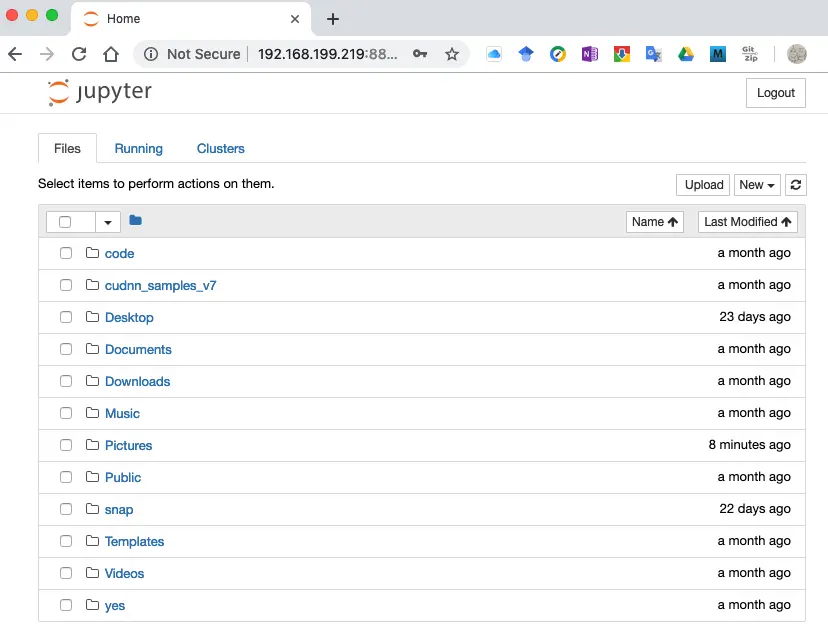 Home
Not Secure 192.168.199.219:88...
Git Zip
jupyter
Logout
Files Running Clusters
Select items to perform actions on them.
Upload New
Name Last Modified
code a month ago
cudnn_samples_v7 a month ago
Desktop 23 days ago
Documents a month ago
Downloads a month ago
Music a month ago
Pictures 8 minutes ago
Public a month ago
snap 22 days ago
Templates a month ago
Videos a month ago
yes a month ago